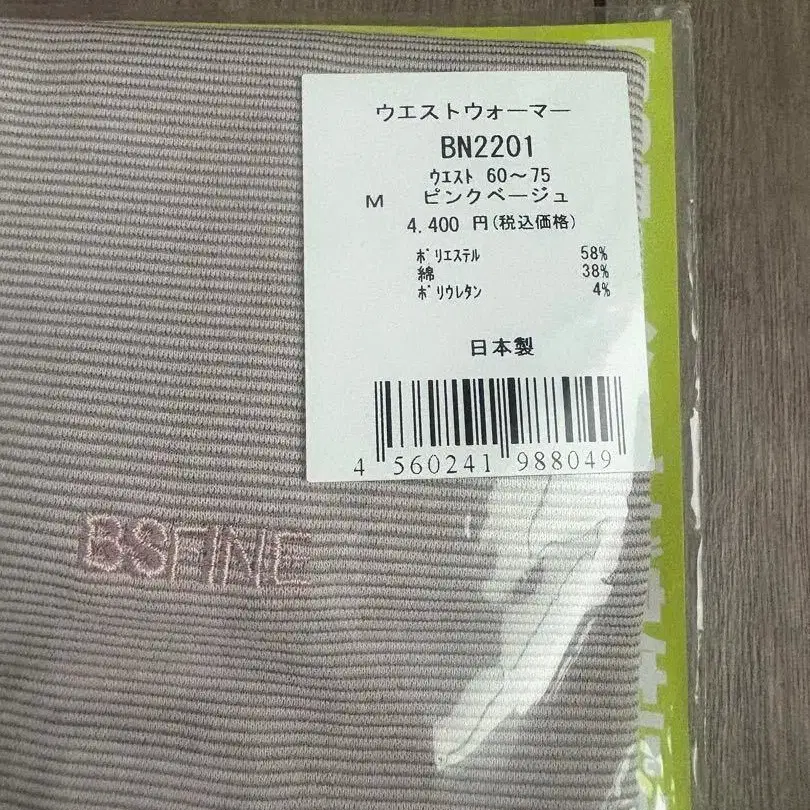 ウエストウォーマー
BN2201
ｳｴｽﾄ 60～75
M ピンクベージュ
4,400 円(税込価格)
ﾎﾟﾘｴｽﾃﾙ 58%
綿 38%
ﾎﾟﾘｳﾚﾀﾝ 4%
日本製
4 560241 988049
BSFINE